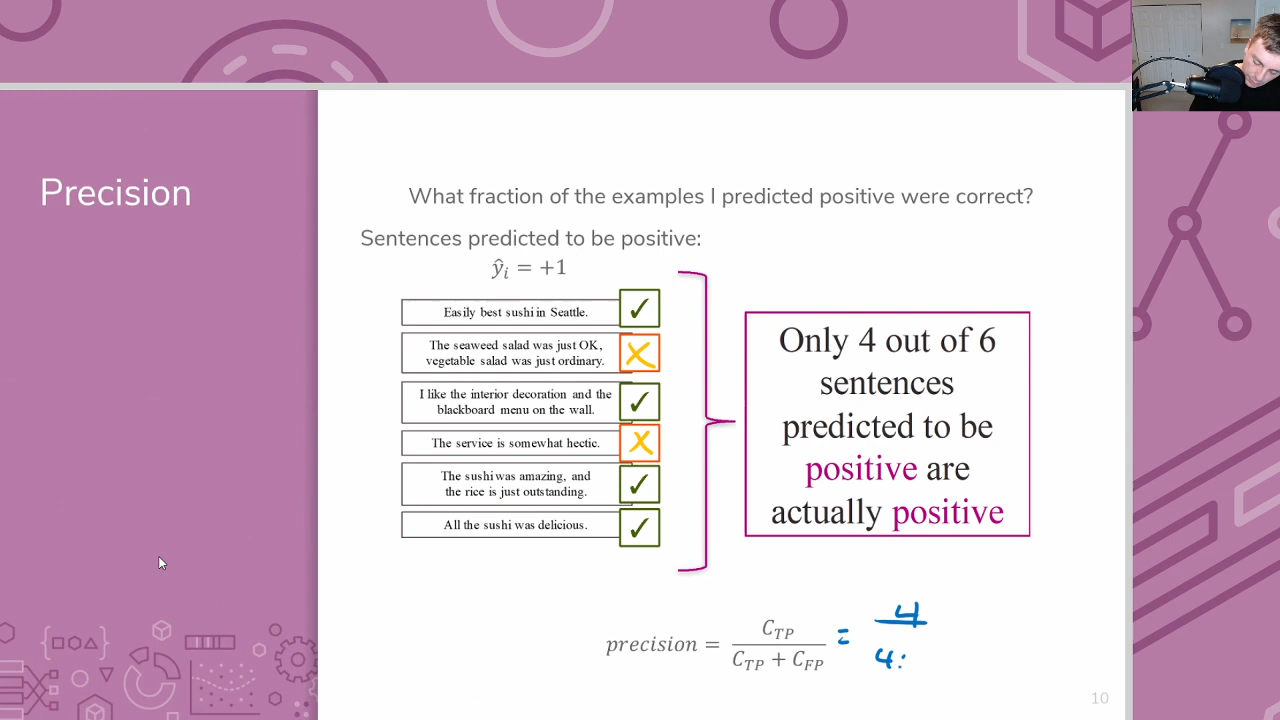 Precision
What fraction of the examples I predicted positive were correct?
Sentences predicted to be positive:
ŷᵢ = +1
Easily best sushi in Seattle.
The seaweed salad was just OK,
vegetable salad was just ordinary.
I like the interior decoration and the
blackboard menu on the wall.
The service is somewhat hectic.
The sushi was amazing, and
the rice is just outstanding.
All the sushi was delicious.
Only 4 out of 6
sentences
predicted to be
positive are
actually positive
precision = C_TP / (C_TP + C_FP) = 4 / 4
10